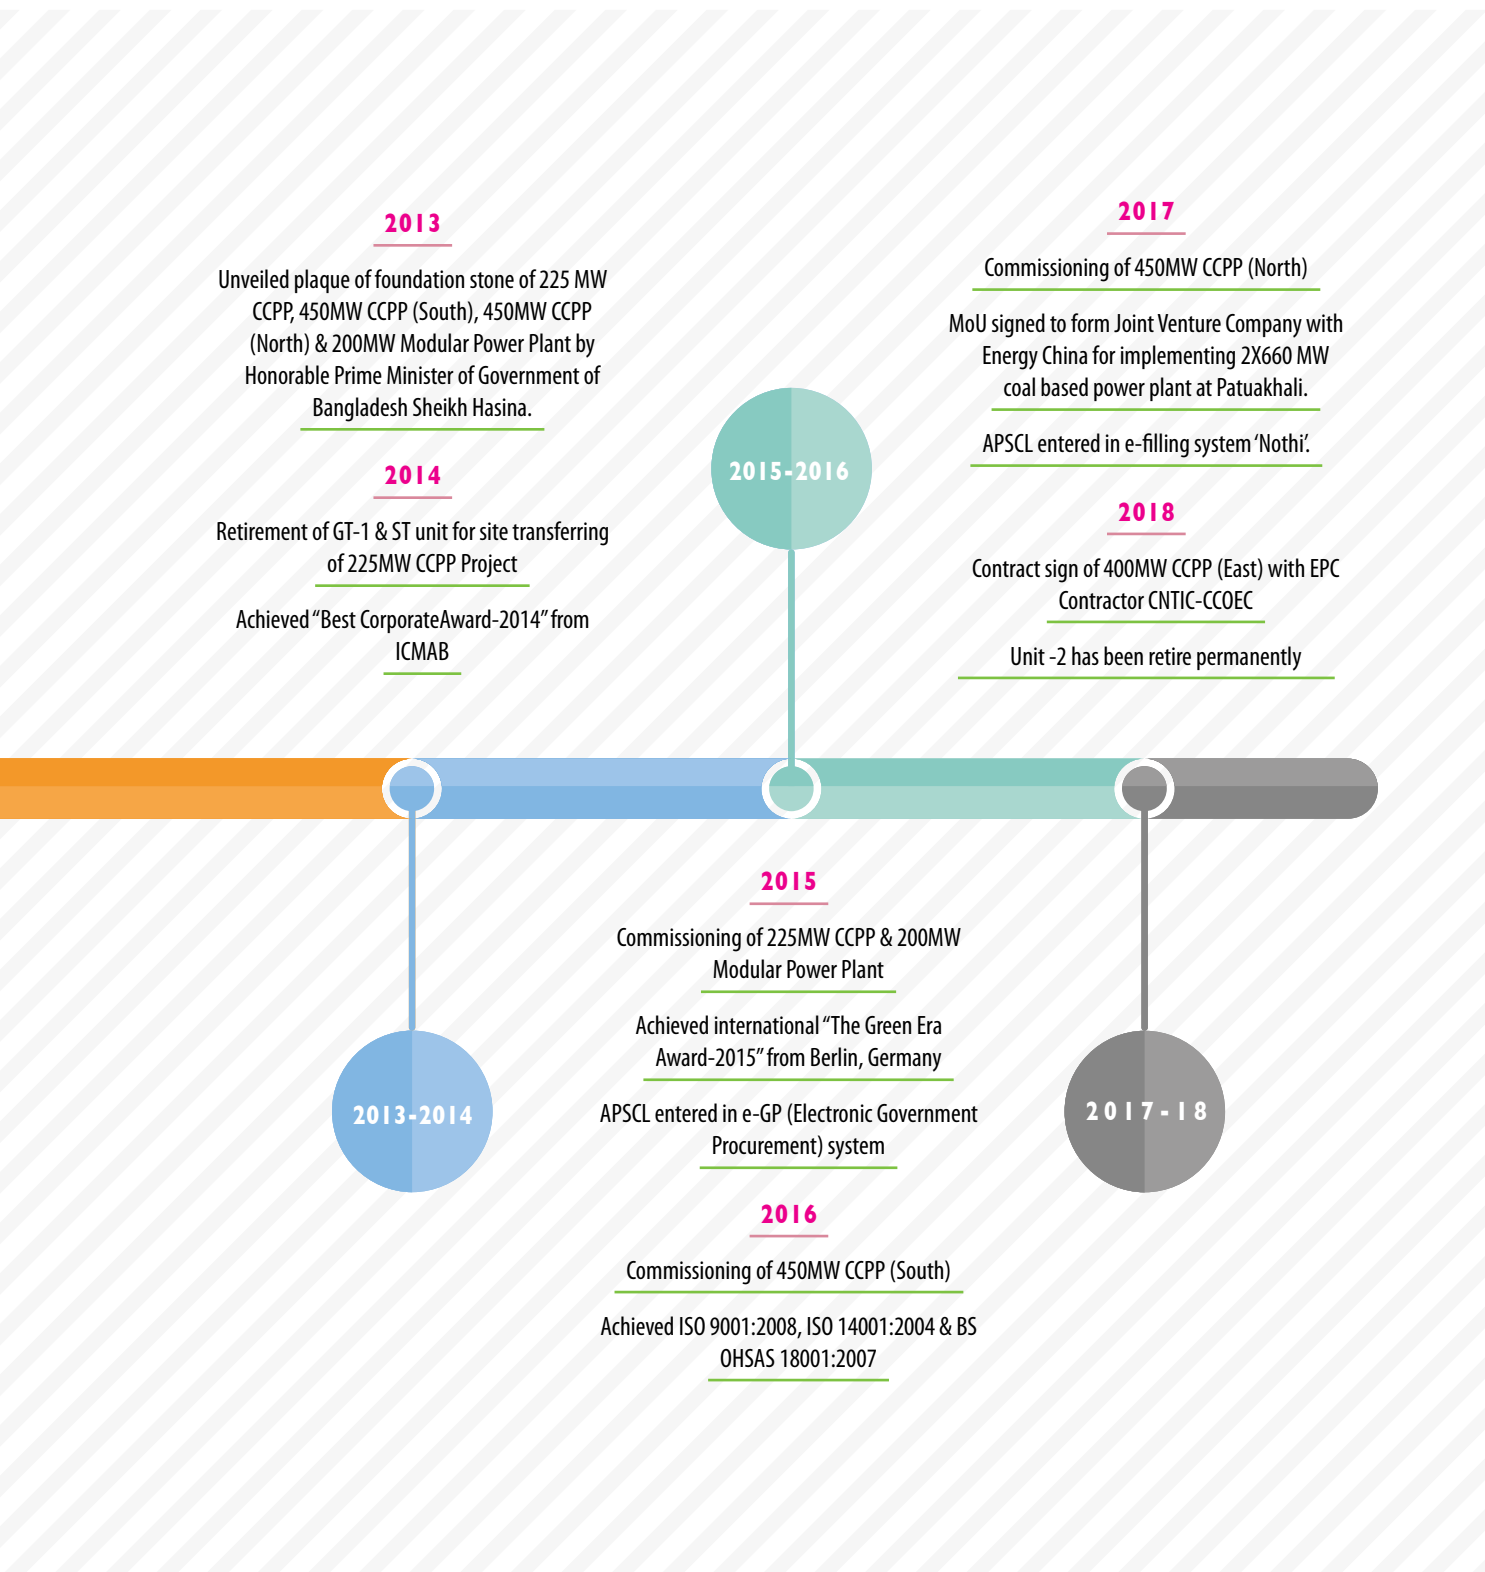 2013
Unveiled plaque of foundation stone of 225 MW
CCPP, 450MW CCPP (South), 450MW CCPP
(North) & 200MW Modular Power Plant by
Honorable Prime Minister of Government of
Bangladesh Sheikh Hasina.
2014
Retirement of GT-1 & ST unit for site transferring
of 225MW CCPP Project
Achieved “Best CorporateAward-2014” from
ICMAB
2013-2014
2015-2016
2015
Commissioning of 225MW CCPP & 200MW
Modular Power Plant
Achieved international “The Green Era
Award-2015” from Berlin, Germany
APSCL entered in e-GP (Electronic Government
Procurement) system
2016
Commissioning of 450MW CCPP (South)
Achieved ISO 9001:2008, ISO 14001:2004 & BS
OHSAS 18001:2007
2017
Commissioning of 450MW CCPP (North)
MoU signed to form Joint Venture Company with
Energy China for implementing 2X660 MW
coal based power plant at Patuakhali.
APSCL entered in e-filling system ‘Nothi’.
2018
Contract sign of 400MW CCPP (East) with EPC
Contractor CNTIC-CCOEC
Unit -2 has been retire permanently
2017-18